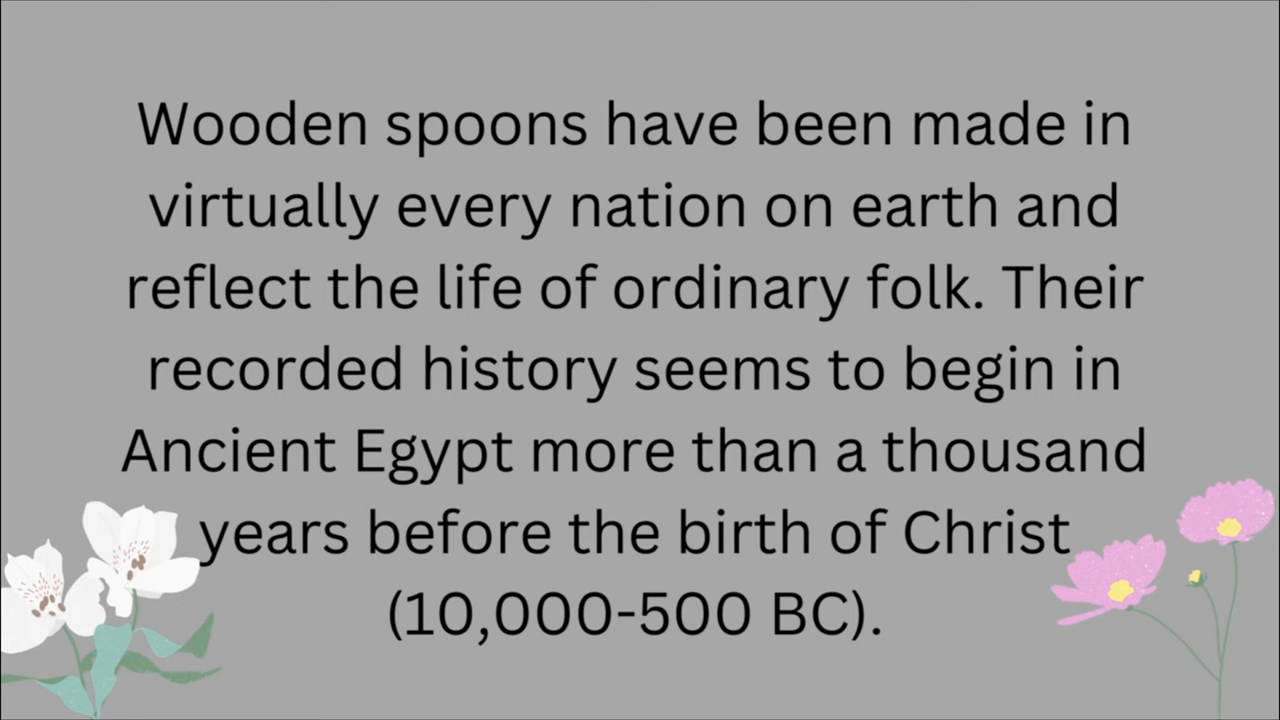 Wooden spoons have been made in
virtually every nation on earth and
reflect the life of ordinary folk. Their
recorded history seems to begin in
Ancient Egypt more than a thousand
years before the birth of Christ
(10,000-500 BC).